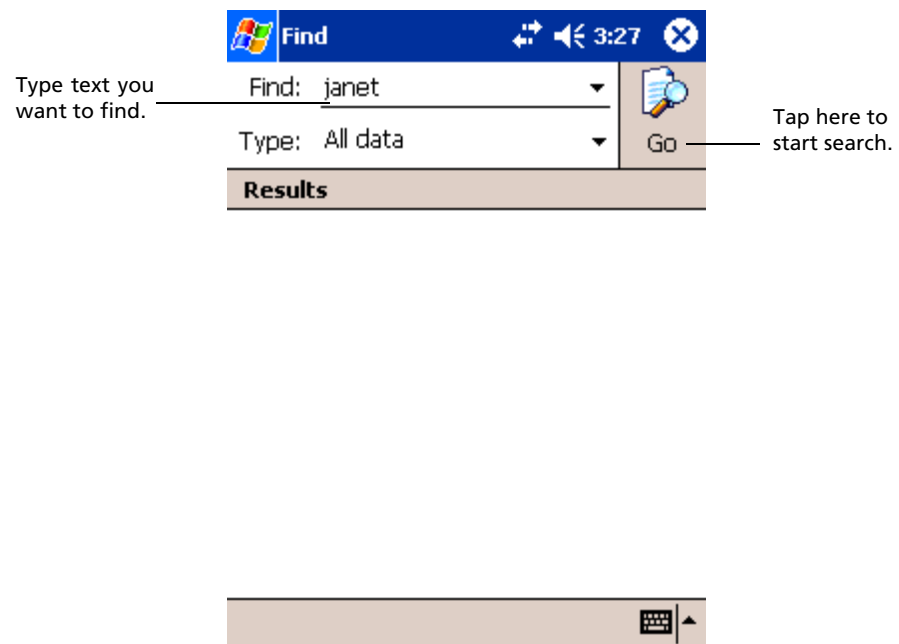 Find 3:27
Type text you
want to find.
Find: janet
Type: All data
Go
Tap here to
start search.
Results